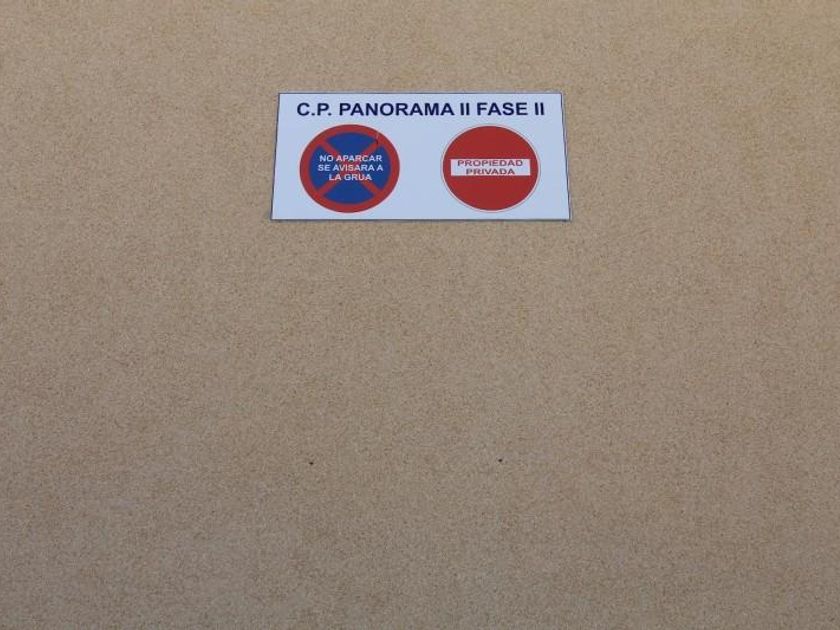 C.P. PANORAMA II FASE II
NO APARCAR
SE AVISARA A
LA GRUA
PROPIEDAD
PRIVADA